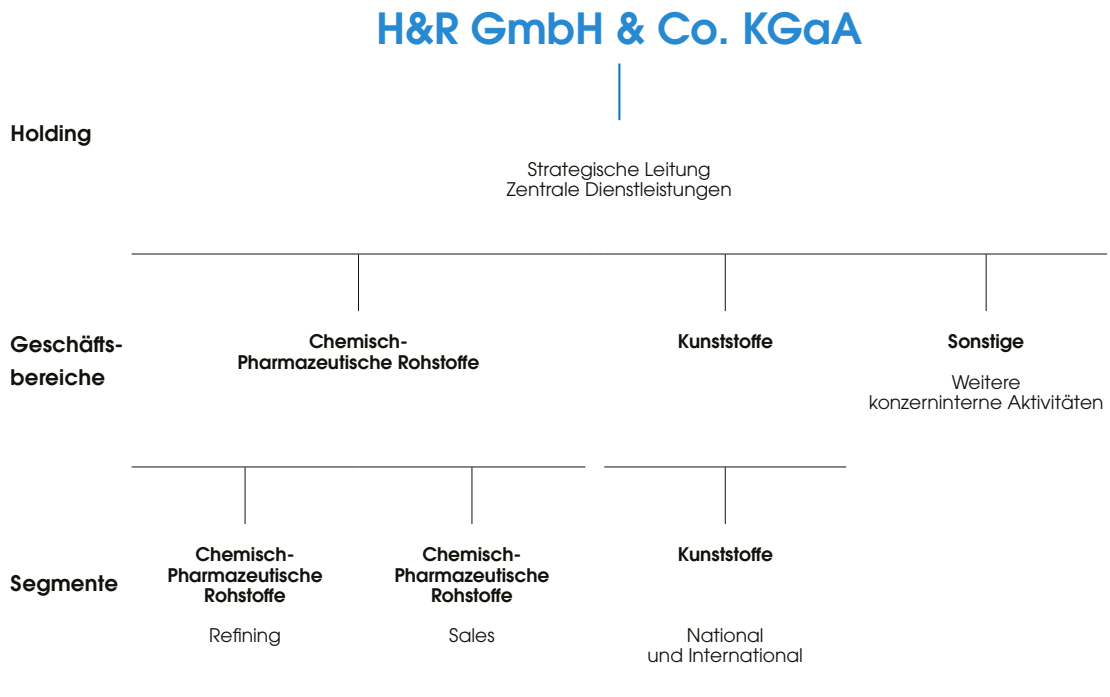 H&R GmbH & Co. KGaA
Holding
Strategische Leitung
Zentrale Dienstleistungen
Geschäfts-
bereiche
Chemisch-
Pharmazeutische Rohstoffe
Kunststoffe
Sonstige
Weitere
konzerninterne Aktivitäten
Segmente
Chemisch-
Pharmazeutische
Rohstoffe
Refining
Chemisch-
Pharmazeutische
Rohstoffe
Sales
Kunststoffe
National
und International